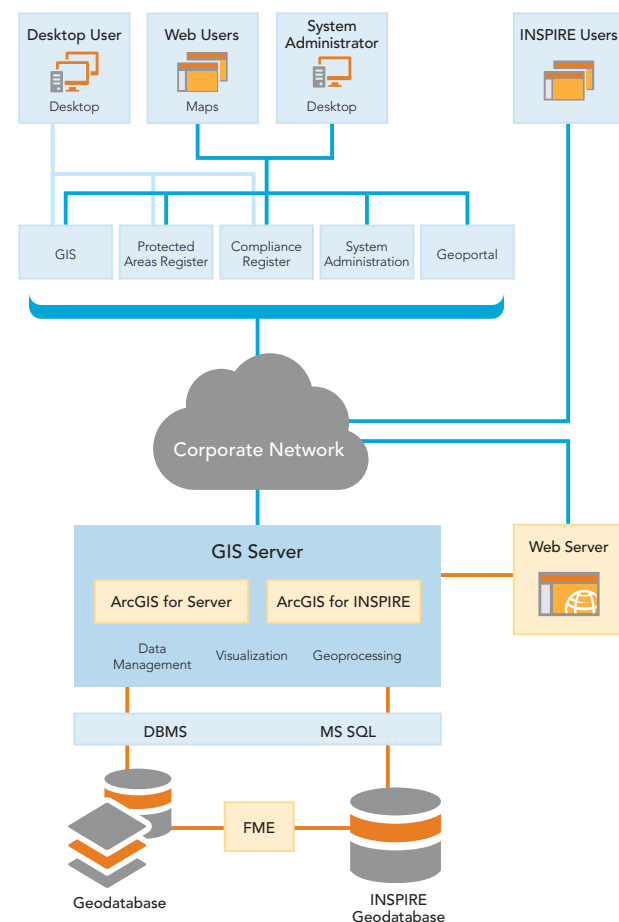 Desktop User
Desktop
Web Users
Maps
System
Administrator
Desktop
INSPIRE Users
GIS
Protected
Areas Register
Compliance
Register
System
Administration
Geoportal
Corporate Network
GIS Server
ArcGIS for Server
ArcGIS for INSPIRE
Data
Management
Visualization
Geoprocessing
Web Server
DBMS
MS SQL
FME
Geodatabase
INSPIRE
Geodatabase